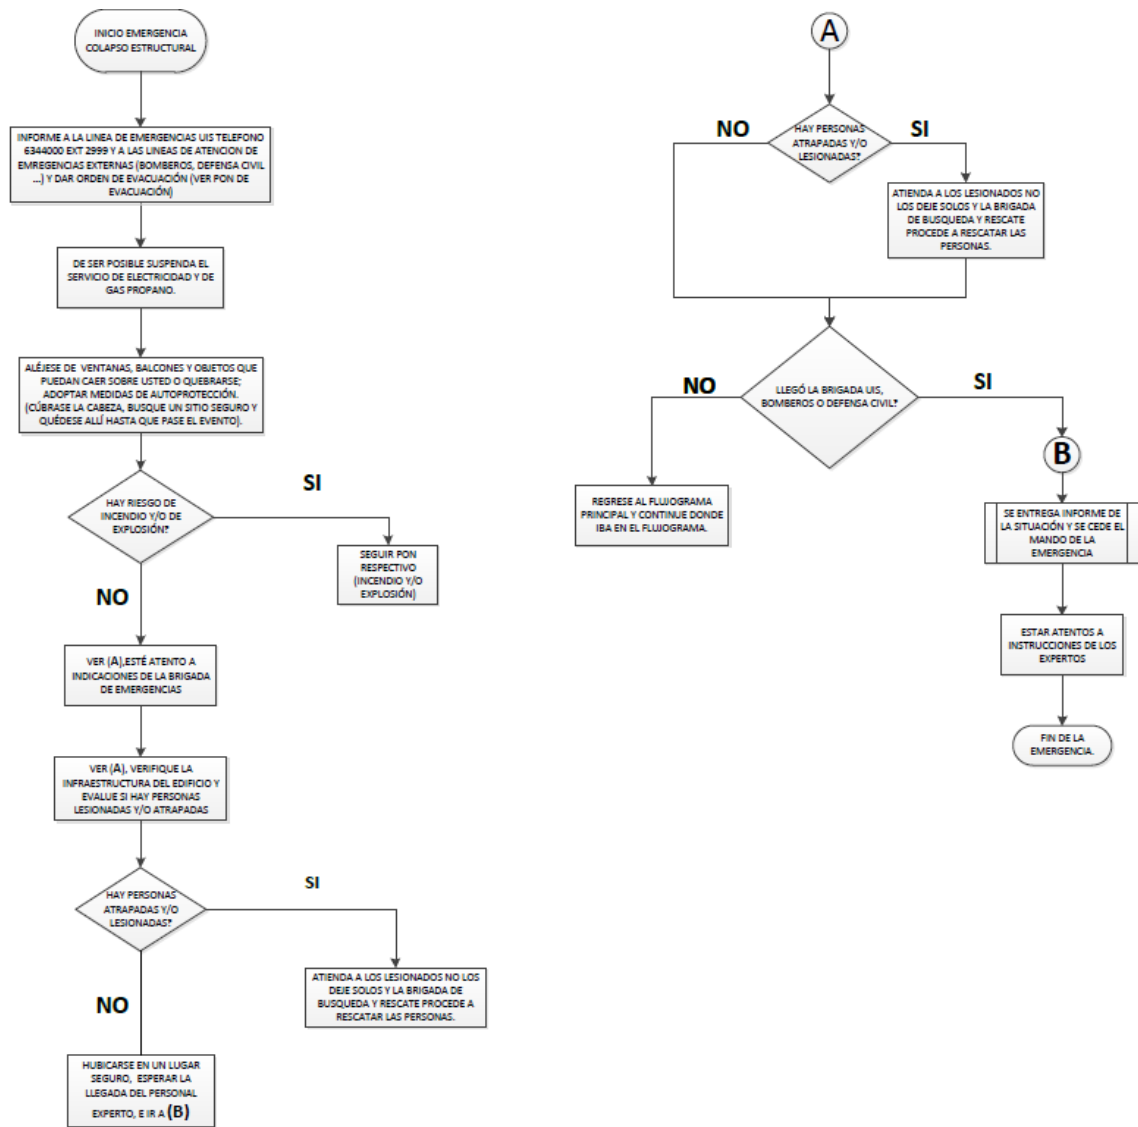 INICIO EMERGENCIA
COLAPSO ESTRUCTURAL
INFORME A LA LINEA DE EMERGENCIAS UIS TELEFONO
6344000 EXT 2999 Y A LAS LINEAS DE ATENCION DE
EMREGENCIAS EXTERNAS (BOMBEROS, DEFENSA CIVIL
...) Y DAR ORDEN DE EVACUACIÓN (VER PON DE
EVACUACIÓN)
DE SER POSIBLE SUSPENDA EL
SERVICIO DE ELECTRICIDAD Y DE
GAS PROPANO.
ALÉJESE DE VENTANAS, BALCONES Y OBJETOS QUE
PUEDAN CAER SOBRE USTED O QUEBRARSE;
ADOPTAR MEDIDAS DE AUTOPROTECCIÓN.
(CÚBRASE LA CABEZA, BUSQUE UN SITIO SEGURO Y
QUÉDESE ALLÍ HASTA QUE PASE EL EVENTO).
HAY RIESGO DE
INCENDIO Y/O DE
EXPLOSIÓN?
SI
SEGUIR PON
RESPECTIVO
(INCENDIO Y/O
EXPLOSIÓN)
NO
VER (A),ESTÉ ATENTO A
INDICACIONES DE LA BRIGADA
DE EMERGENCIAS
VER (A), VERIFIQUE LA
INFRAESTRUCTURA DEL EDIFICIO Y
EVALUE SI HAY PERSONAS
LESIONADAS Y/O ATRAPADAS
HAY PERSONAS
ATRAPADAS Y/O
LESIONADAS?
SI
ATIENDA A LOS LESIONADOS NO LOS
DEJE SOLOS Y LA BRIGADA DE
BUSQUEDA Y RESCATE PROCEDE A
RESCATAR LAS PERSONAS.
NO
HUBICARSE EN UN LUGAR
SEGURO, ESPERAR LA
LLEGADA DEL PERSONAL
EXPERTO, E IR A (B)
A
HAY PERSONAS
ATRAPADAS Y/O
LESIONADAS?
NO
SI
ATIENDA A LOS LESIONADOS NO
LOS DEJE SOLOS Y LA BRIGADA
DE BUSQUEDA Y RESCATE
PROCEDE A RESCATAR LAS
PERSONAS.
LLEGÓ LA BRIGADA UIS,
BOMBEROS O DEFENSA CIVIL?
NO
SI
REGRESE AL FLUJOGRAMA
PRINCIPAL Y CONTINUE DONDE
IBA EN EL FLUJOGRAMA.
B
SE ENTREGA INFORME DE
LA SITUACIÓN Y SE CEDE EL
MANDO DE LA
EMERGENCIA
ESTAR ATENTOS A
INSTRUCCIONES DE LOS
EXPERTOS
FIN DE LA
EMERGENCIA.